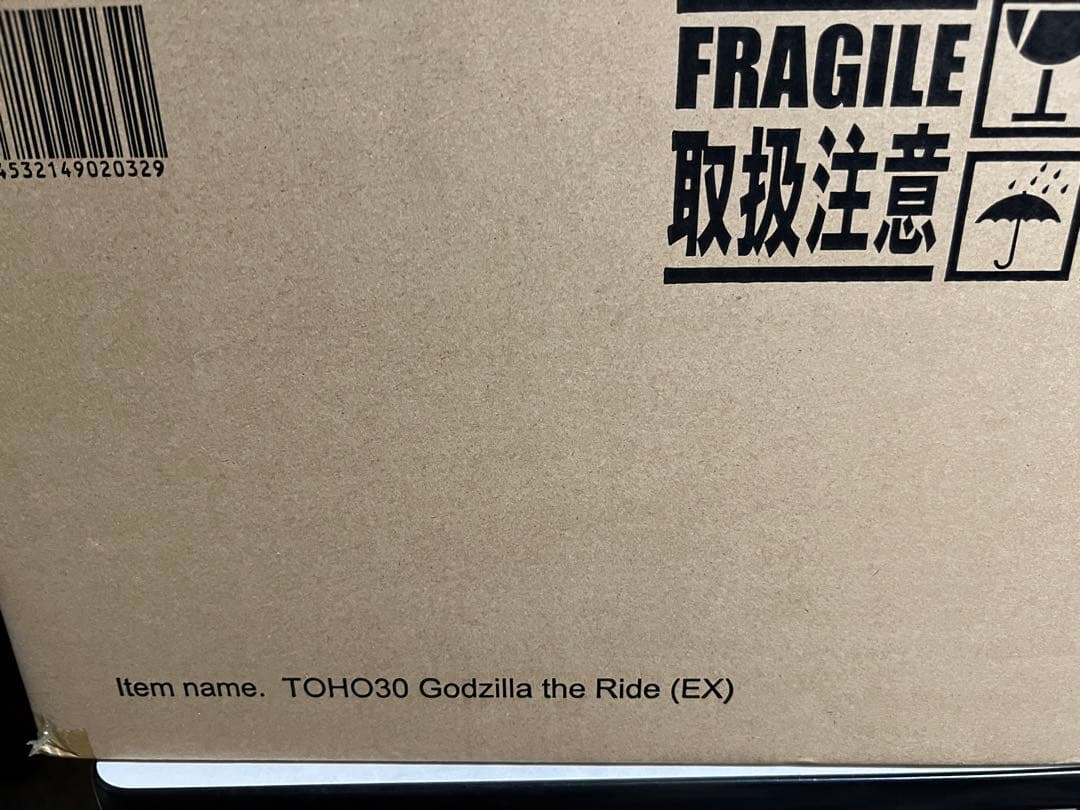 4532149020329
FRAGILE
取扱注意
Item name. TOHO30 Godzilla the Ride (EX)